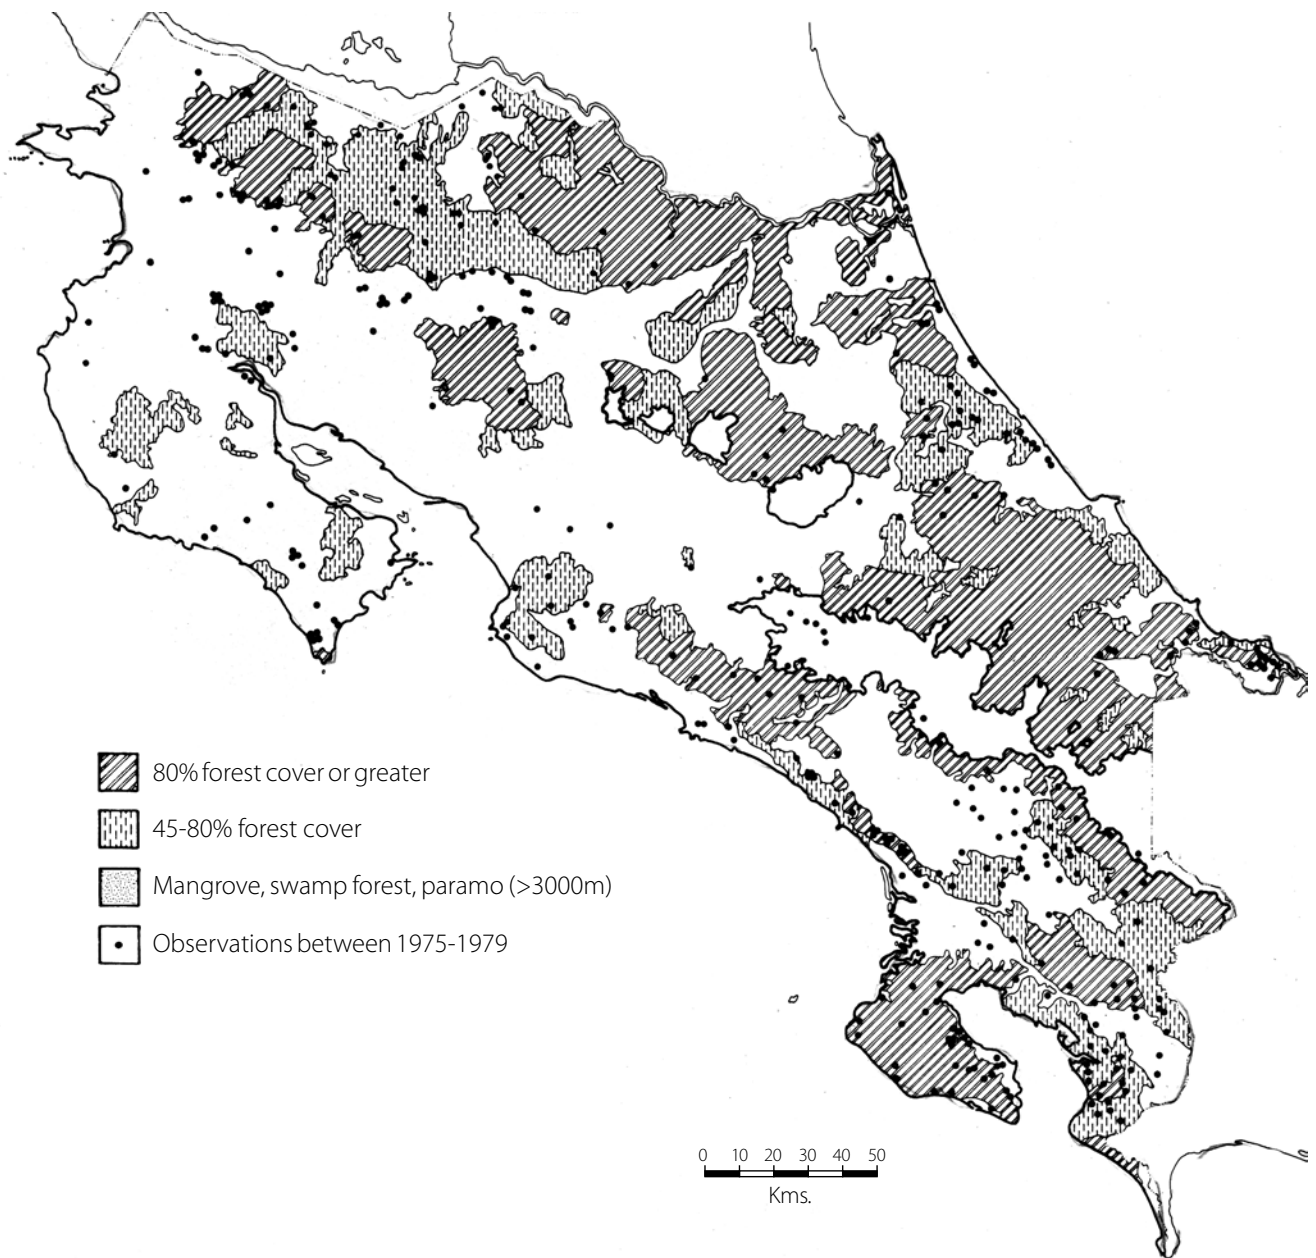 80% forest cover or greater
45-80% forest cover
Mangrove, swamp forest, paramo (>3000m)
Observations between 1975-1979
0 10 20 30 40 50
Kms.